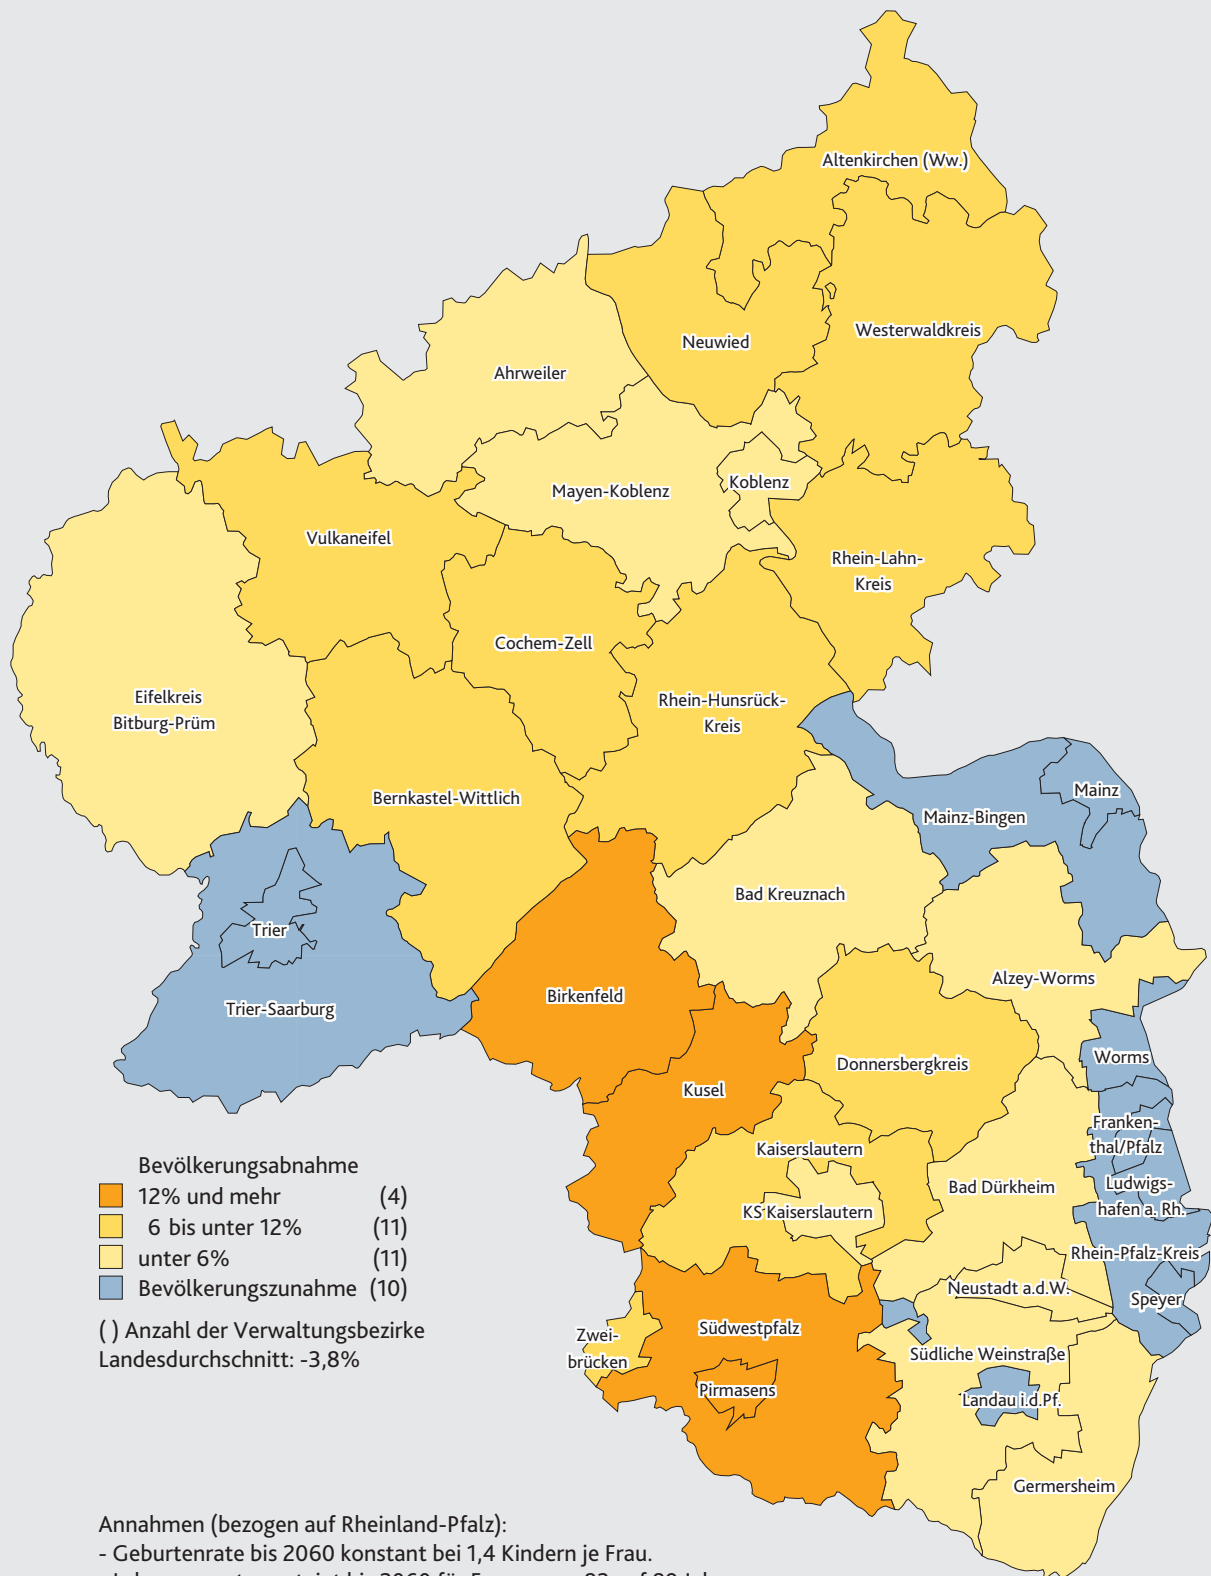 Altenkirchen (Ww.)
Neuwied
Westerwaldkreis
Ahrweiler
Mayen-Koblenz
Koblenz
Vulkaneifel
Rhein-Lahn-
Kreis
Cochem-Zell
Eifelkreis
Bitburg-Prüm
Rhein-Hunsrück-
Kreis
Bernkastel-Wittlich
Mainz
Mainz-Bingen
Bad Kreuznach
Trier
Trier-Saarburg
Birkenfeld
Alzey-Worms
Worms
Donnersbergkreis
Kusel
Franken-
thal/Pfalz
Kaiserslautern
Ludwigs-
hafen a. Rh.
Bad Dürkheim
KS Kaiserslautern
Rhein-Pfalz-Kreis
Neustadt a.d.W.
Speyer
Südwestpfalz
Zwei-
brücken
Südliche Weinstraße
Pirmasens
Landau i.d.Pf.
Germersheim
Bevölkerungsabnahme
12% und mehr (4)
6 bis unter 12% (11)
unter 6% (11)
Bevölkerungszunahme (10)
( ) Anzahl der Verwaltungsbezirke
Landesdurchschnitt: -3,8%
Annahmen (bezogen auf Rheinland-Pfalz):
- Geburtenrate bis 2060 konstant bei 1,4 Kindern je Frau.